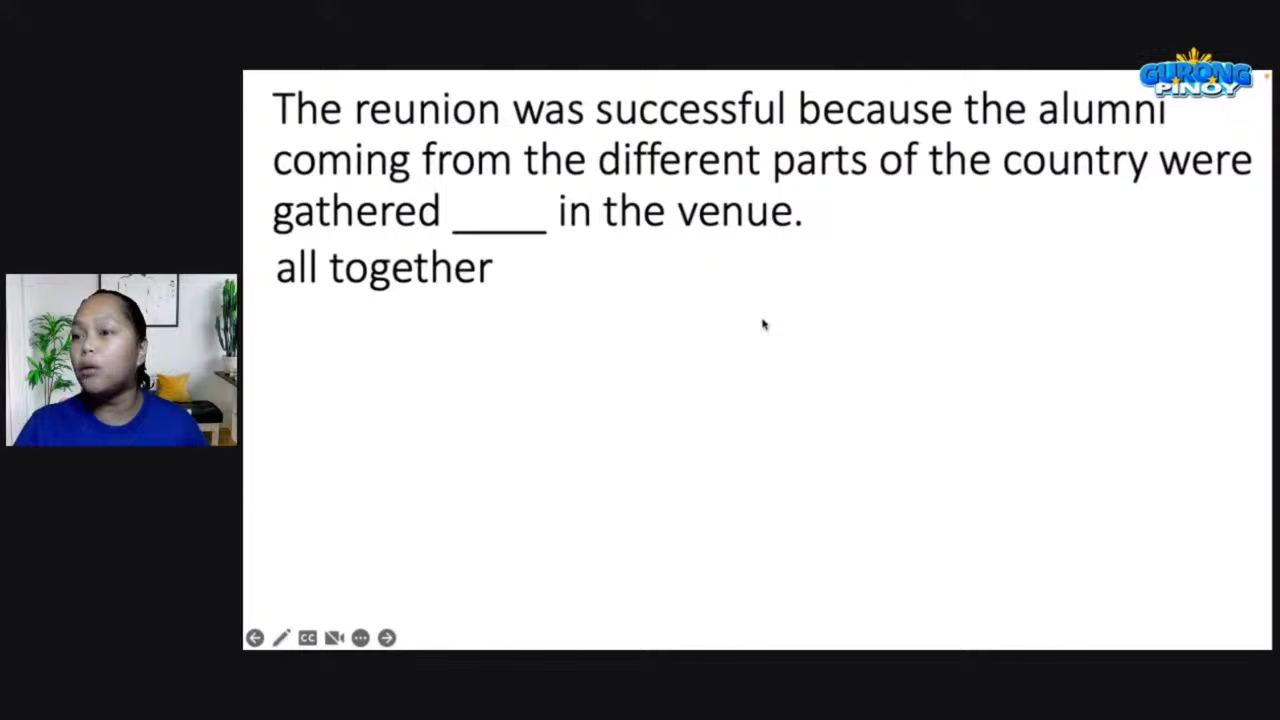 GURONG
PINOY
The reunion was successful because the alumni
coming from the different parts of the country were
gathered _____ in the venue.
all together
CC